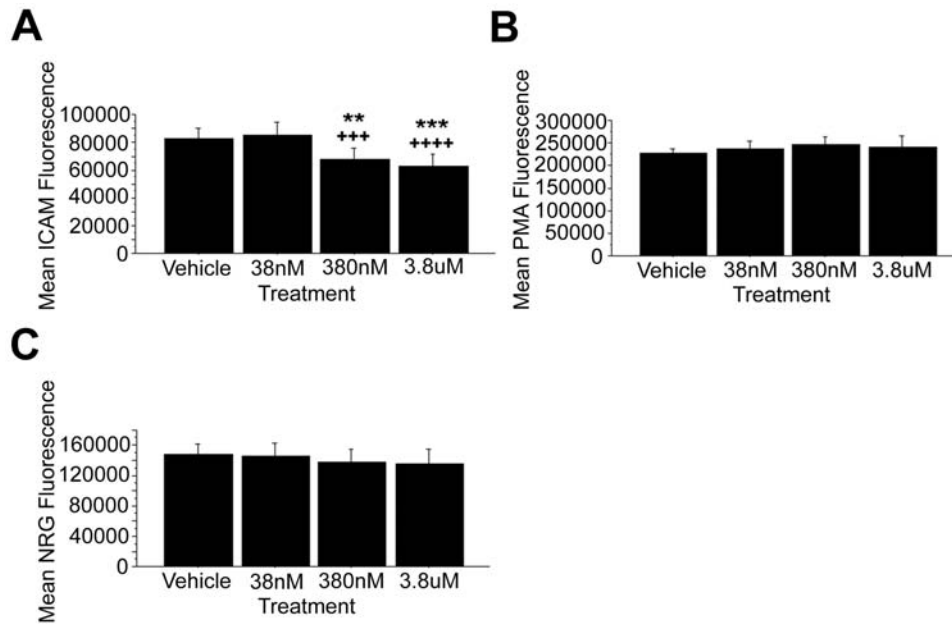 A
Mean ICAM Fluorescence
100000
80000
60000
40000
20000
0
**
+++
***
++++
Vehicle 38nM 380nM 3.8uM
Treatment
B
Mean PMA Fluorescence
300000
250000
200000
150000
100000
50000
0
Vehicle 38nM 380nM 3.8uM
Treatment
C
Mean NRG Fluorescence
160000
120000
80000
40000
0
Vehicle 38nM 380nM 3.8uM
Treatment